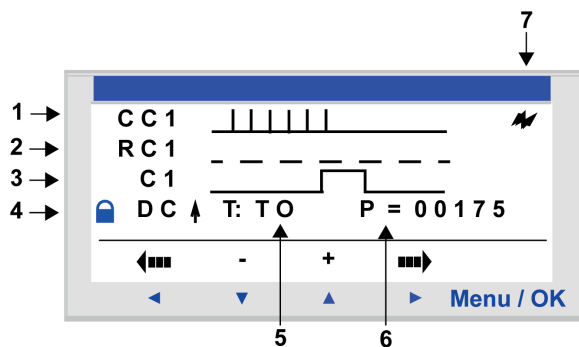 7
1 CC1
2 RC1
3 C1
4 DC T: TO P = 00175
- +
Menu / OK
5 6